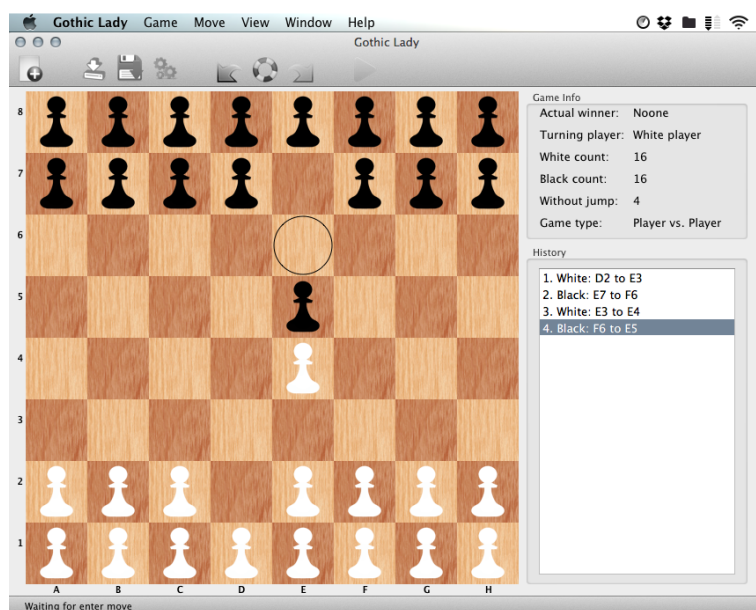 Gothic Lady Game Move View Window Help
Gothic Lady
Game Info
Actual winner: Noone
Turning player: White player
White count: 16
Black count: 16
Without jump: 4
Game type: Player vs. Player
History
1. White: D2 to E3
2. Black: E7 to F6
3. White: E3 to E4
4. Black: F6 to E5
8
7
6
5
4
3
2
1
A B C D E F G H
Waiting for enter move